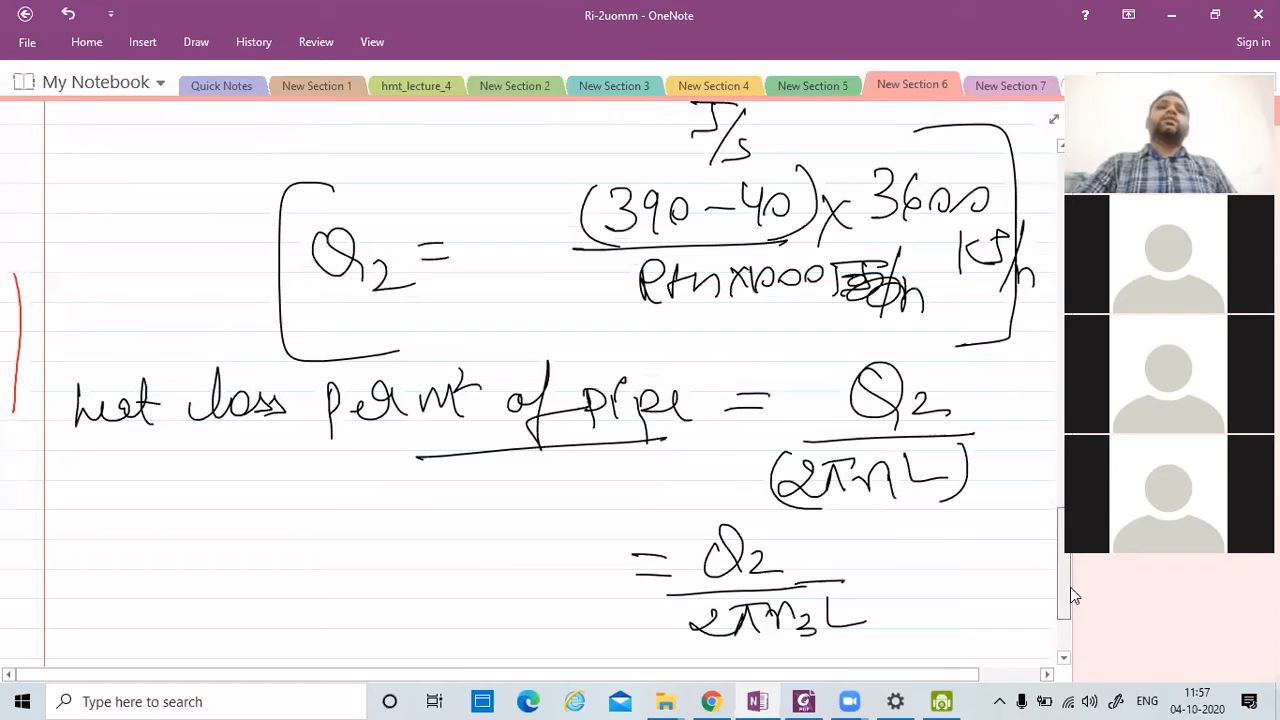 Ri-2uomm - OneNote
File Home Insert Draw History Review View
Sign in
My Notebook
Quick Notes New Section 1 hmt_lecture_4 New Section 2 New Section 3 New Section 4 New Section 5 New Section 6 New Section 7
J/s
Q2 = (390-40) × 3600
Rth×1000 KJ/h
heat loss per m² of pipe = Q2
(2πrL)
= Q2
2πr3L
Type here to search
ENG
11:57
04-10-2020